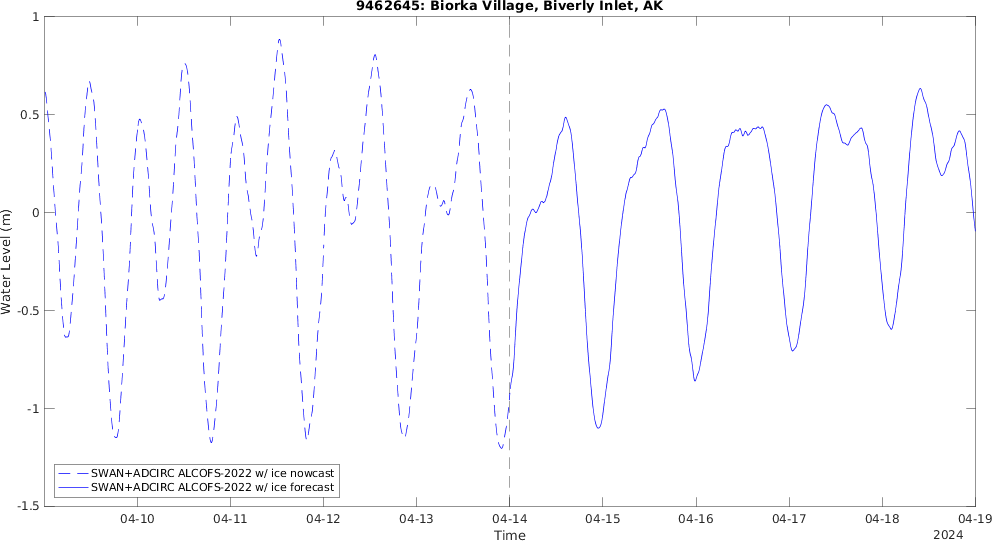 9462645: Biorka Village, Biverly Inlet, AK
Water Level (m)
1
0.5
0
-0.5
-1
-1.5
SWAN+ADCIRC ALCOFS-2022 w/ ice nowcast
SWAN+ADCIRC ALCOFS-2022 w/ ice forecast
04-10 04-11 04-12 04-13 04-14 04-15 04-16 04-17 04-18 04-19
Time
2024